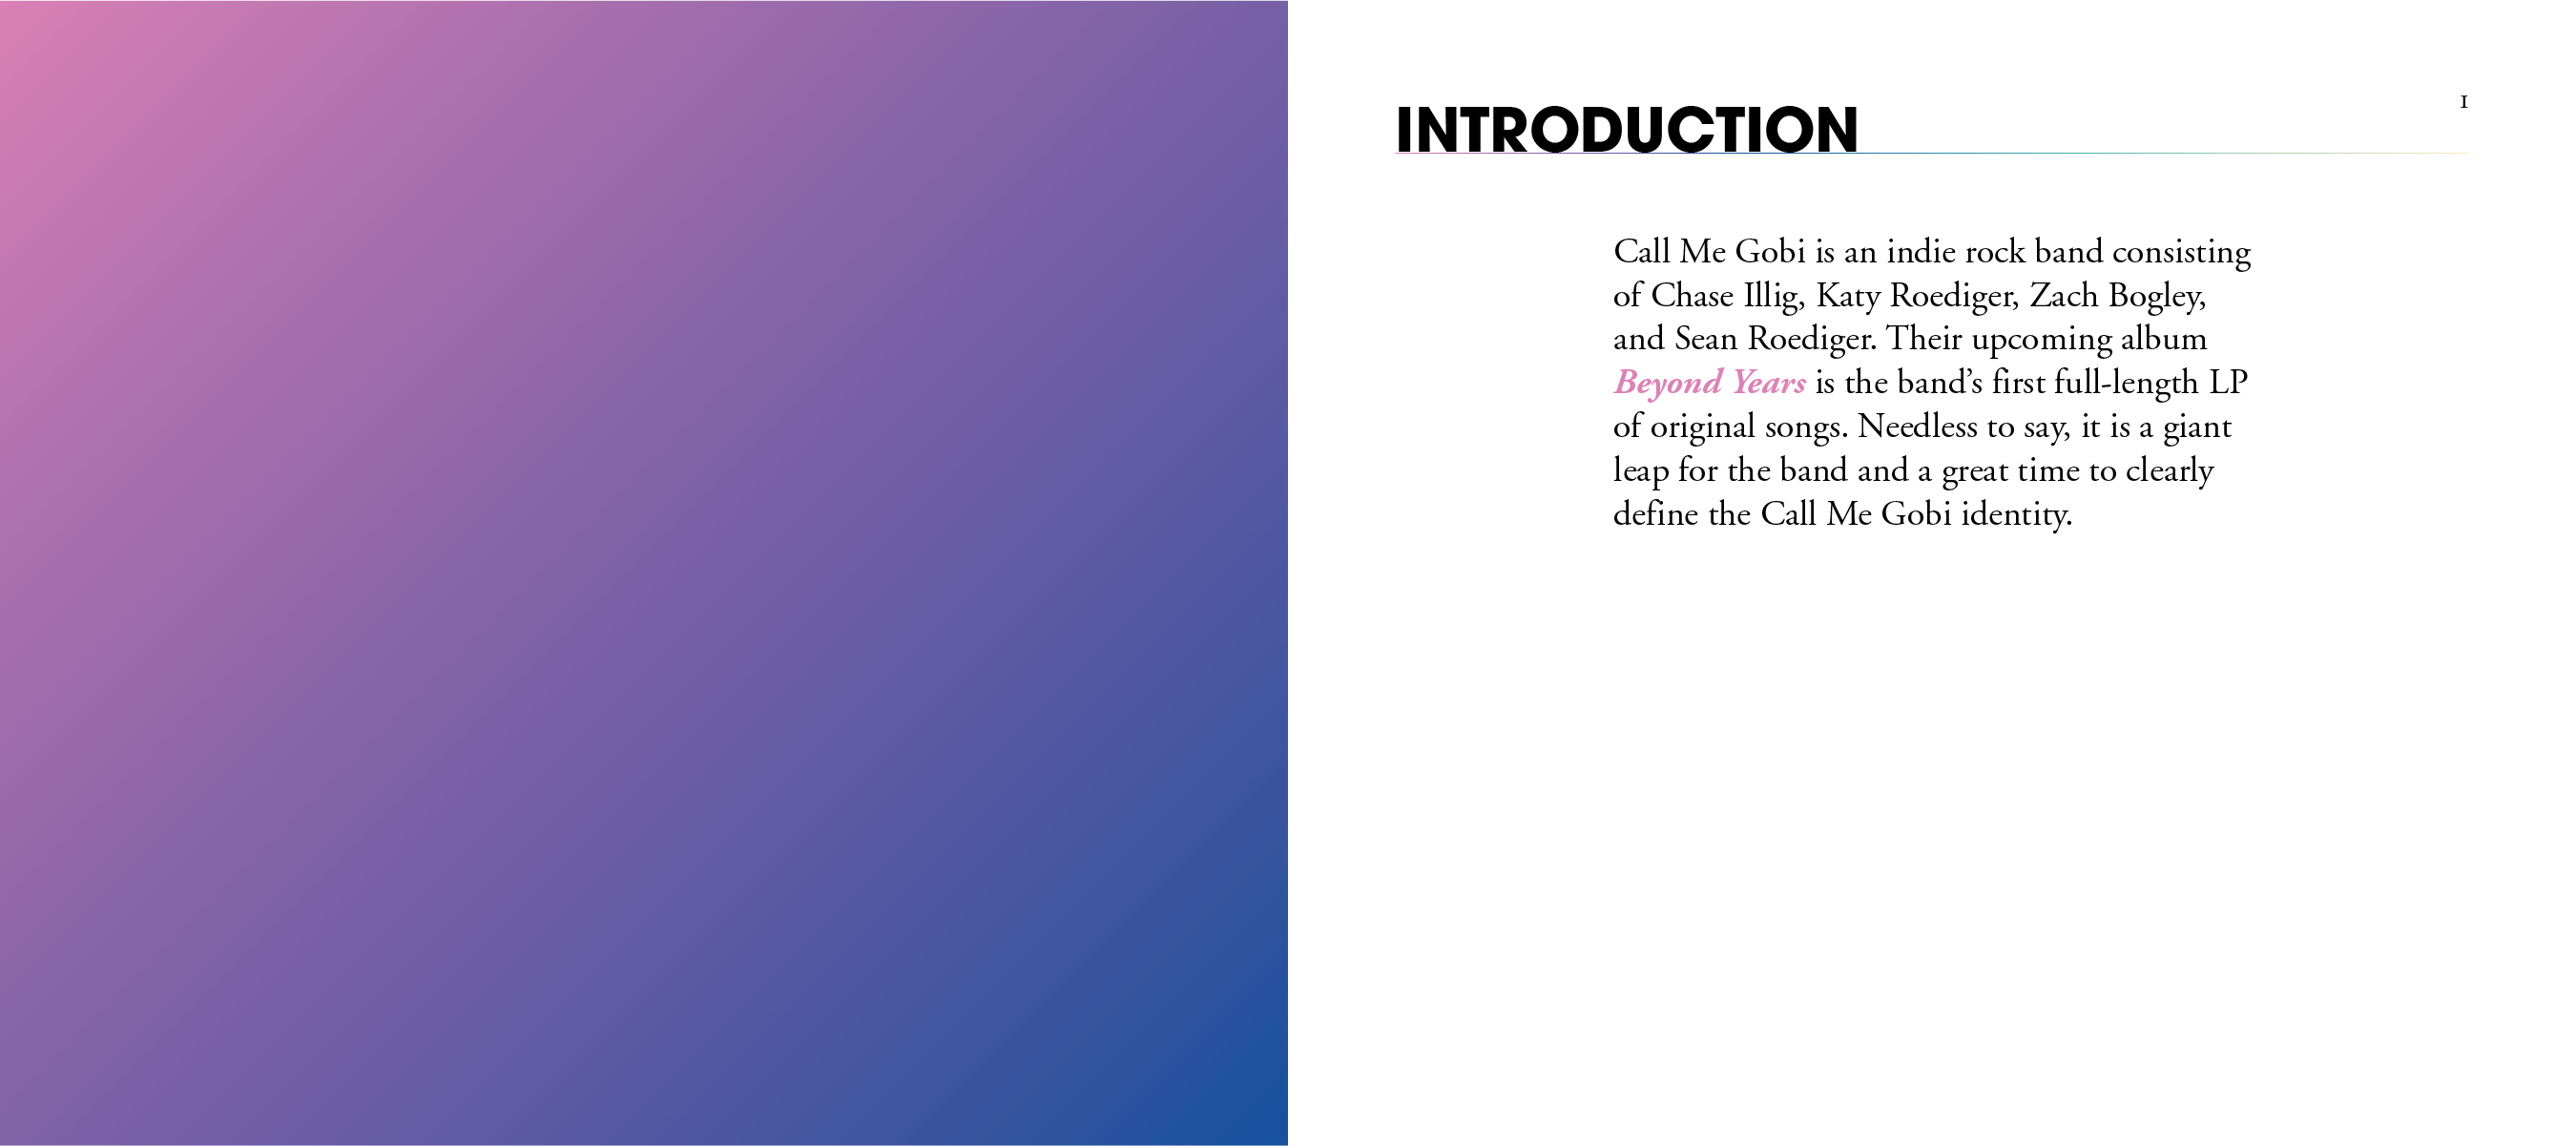 1
INTRODUCTION
Call Me Gobi is an indie rock band consisting
of Chase Illig, Katy Roediger, Zach Bogley,
and Sean Roediger. Their upcoming album
Beyond Years is the band’s first full-length LP
of original songs. Needless to say, it is a giant
leap for the band and a great time to clearly
define the Call Me Gobi identity.